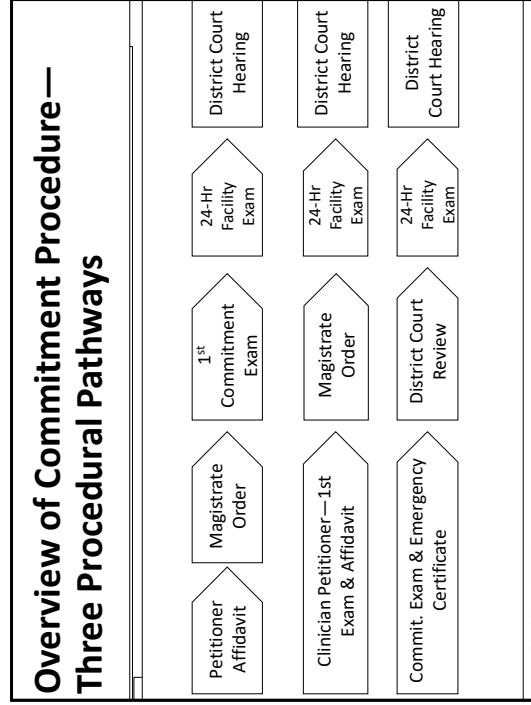 Overview of Commitment Procedure—
Three Procedural Pathways
Petitioner
Affidavit
Magistrate
Order
1st
Commitment
Exam
24-Hr
Facility
Exam
District Court
Hearing
Clinician Petitioner—1st
Exam & Affidavit
Magistrate
Order
24-Hr
Facility
Exam
District Court
Hearing
Commit. Exam & Emergency
Certificate
District Court
Review
24-Hr
Facility
Exam
District
Court Hearing